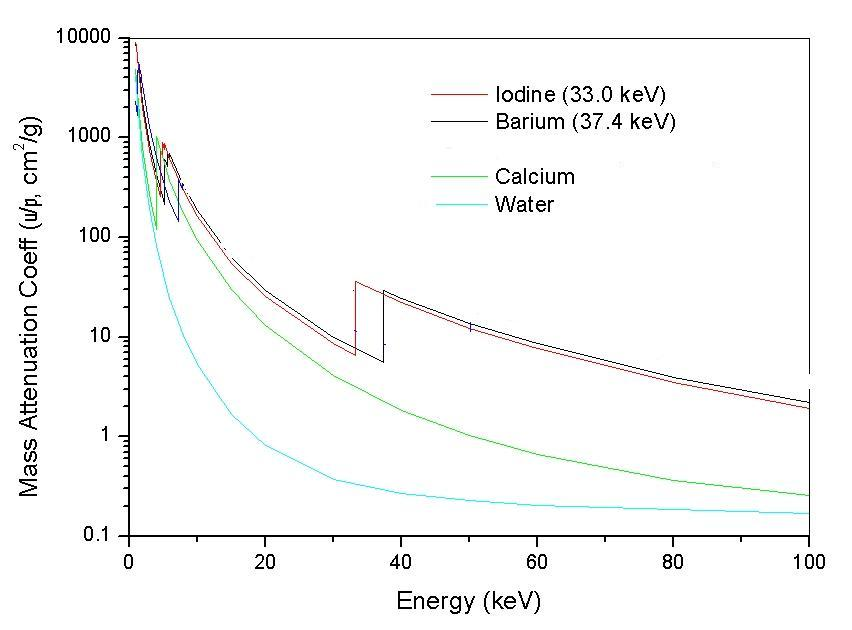 10000
1000
100
10
1
0.1
Mass Attenuation Coeff (u/p, cm²/g)
Iodine (33.0 keV)
Barium (37.4 keV)
Calcium
Water
0 20 40 60 80 100
Energy (keV)